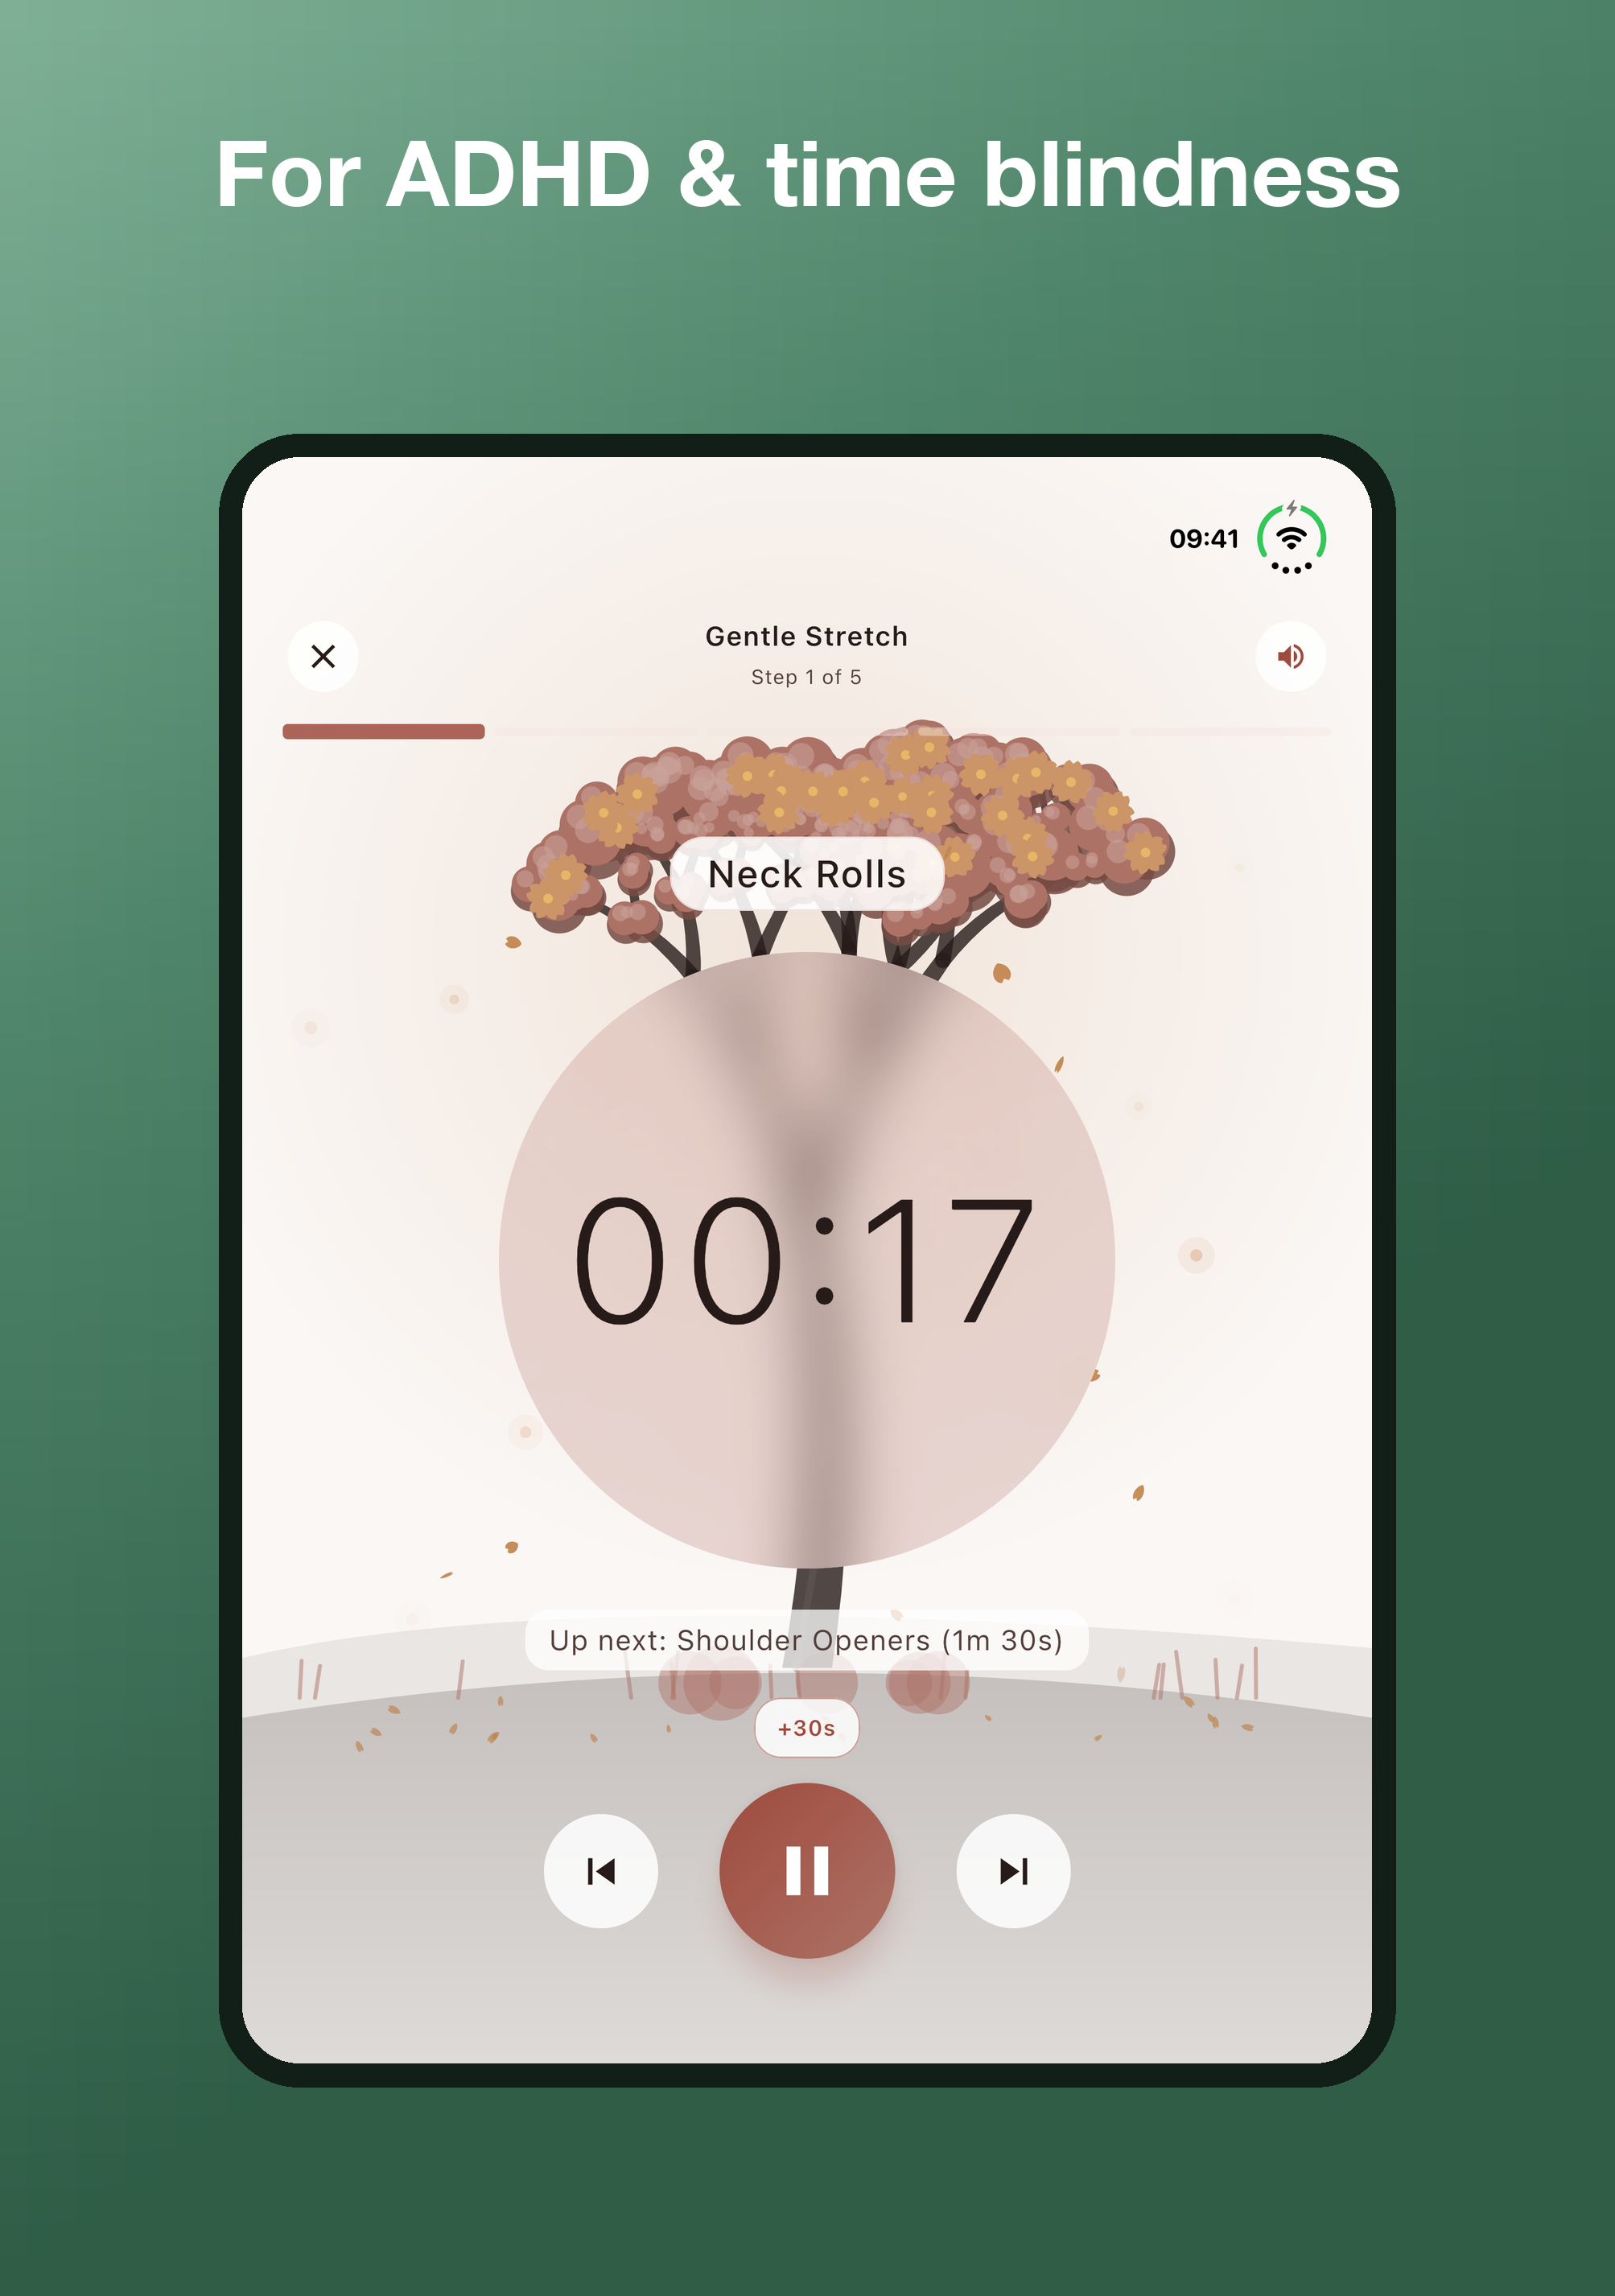 For ADHD & time blindness
09:41
Gentle Stretch
Step 1 of 5
Neck Rolls
00:17
Up next: Shoulder Openers (1m 30s)
+30s